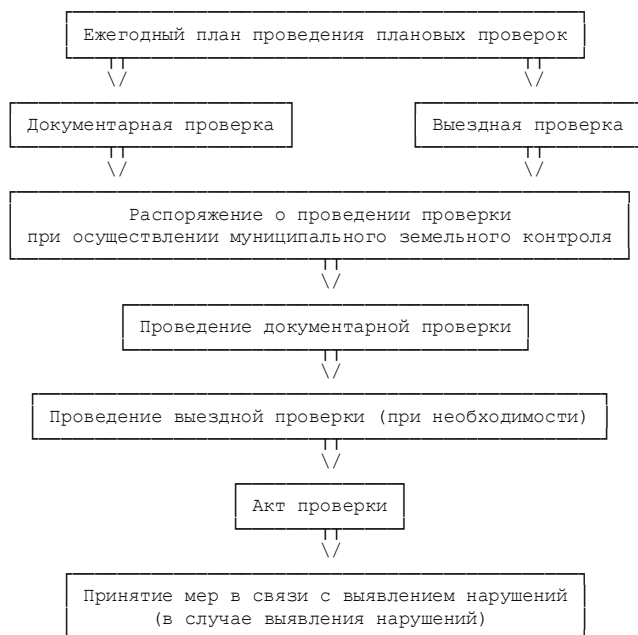 Ежегодный план проведения плановых проверок
Документарная проверка
Выездная проверка
Распоряжение о проведении проверки
при осуществлении муниципального земельного контроля
Проведение документарной проверки
Проведение выездной проверки (при необходимости)
Акт проверки
Принятие мер в связи с выявлением нарушений
(в случае выявления нарушений)